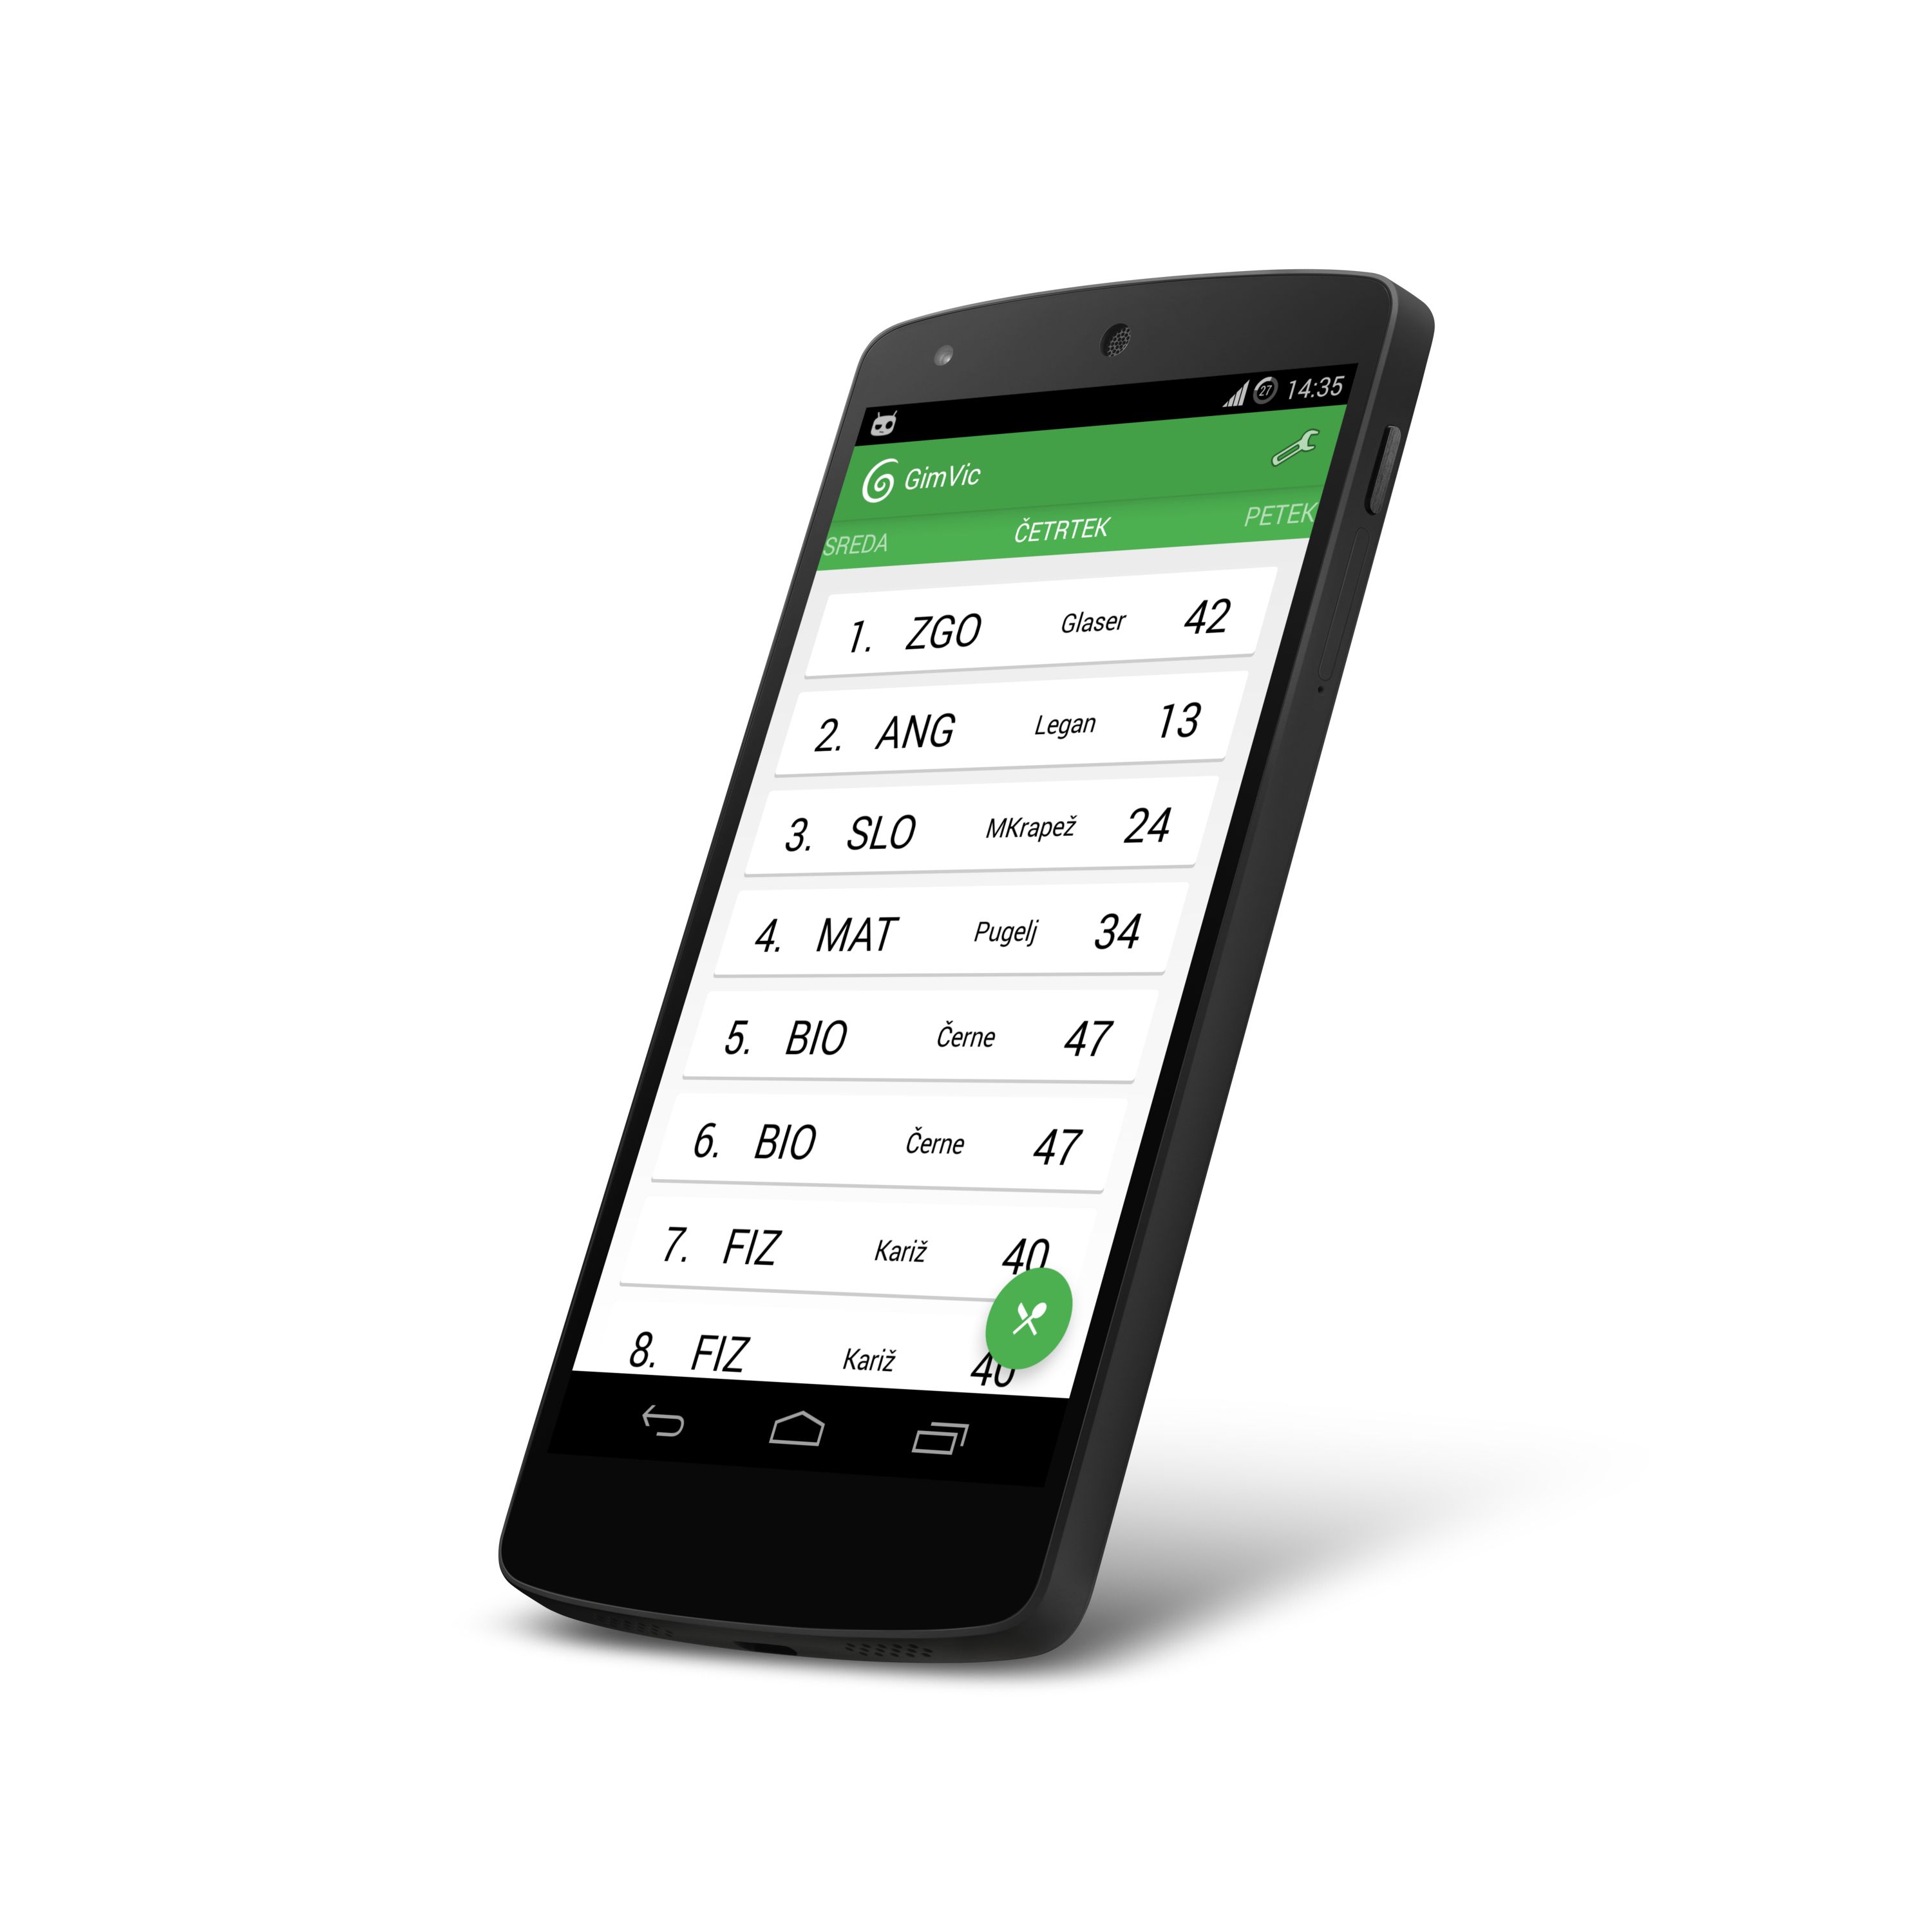 27 14:35
GimVic
SREDA ČETRTEK PETEK
1. ZGO Glaser 42
2. ANG Legan 13
3. SLO MKrapež 24
4. MAT Pugelj 34
5. BIO Černe 47
6. BIO Černe 47
7. FIZ Kariž 40
8. FIZ Kariž 40